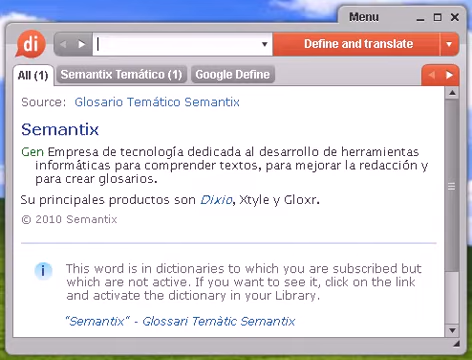 Menu
di
Define and translate
All (1) Semantix Temático (1) Google Define
Source: Glosario Temático Semantix
Semantix
Gen Empresa de tecnología dedicada al desarrollo de herramientas
informáticas para comprender textos, para mejorar la redacción y
para crear glosarios.
Su principales productos son Dixio, Xtyle y Gloxr.
© 2010 Semantix
i
This word is in dictionaries to which you are subscribed but
which are not active. If you want to see it, click on the link
and activate the dictionary in your Library.
"Semantix" - Glossari Temàtic Semantix